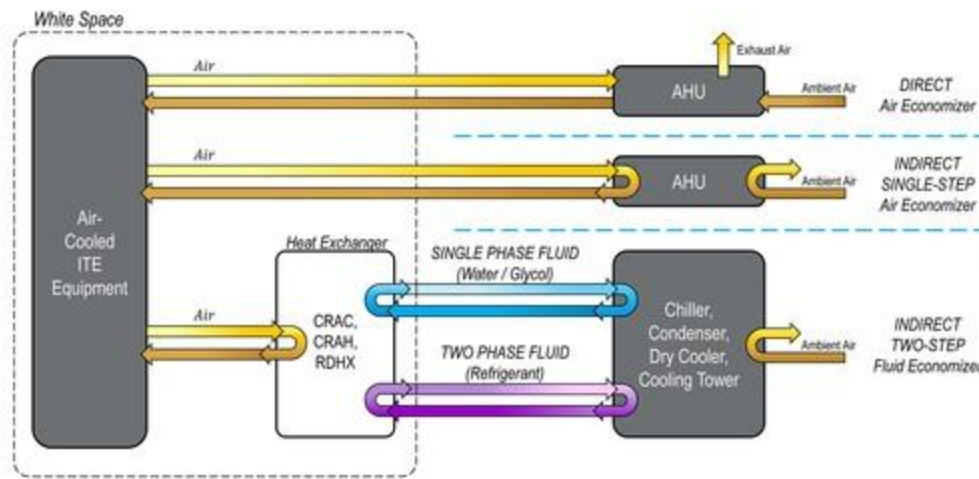 White Space
Air
Exhaust Air
AHU
Ambient Air
DIRECT
Air Economizer
Air
AHU
Ambient Air
INDIRECT
SINGLE-STEP
Air Economizer
Air-
Cooled
ITE
Equipment
Heat Exchanger
SINGLE PHASE FLUID
(Water / Glycol)
Air
CRAC,
CRAH,
RDHX
TWO PHASE FLUID
(Refrigerant)
Chiller,
Condenser,
Dry Cooler,
Cooling Tower
Ambient Air
INDIRECT
TWO-STEP
Fluid Economizer